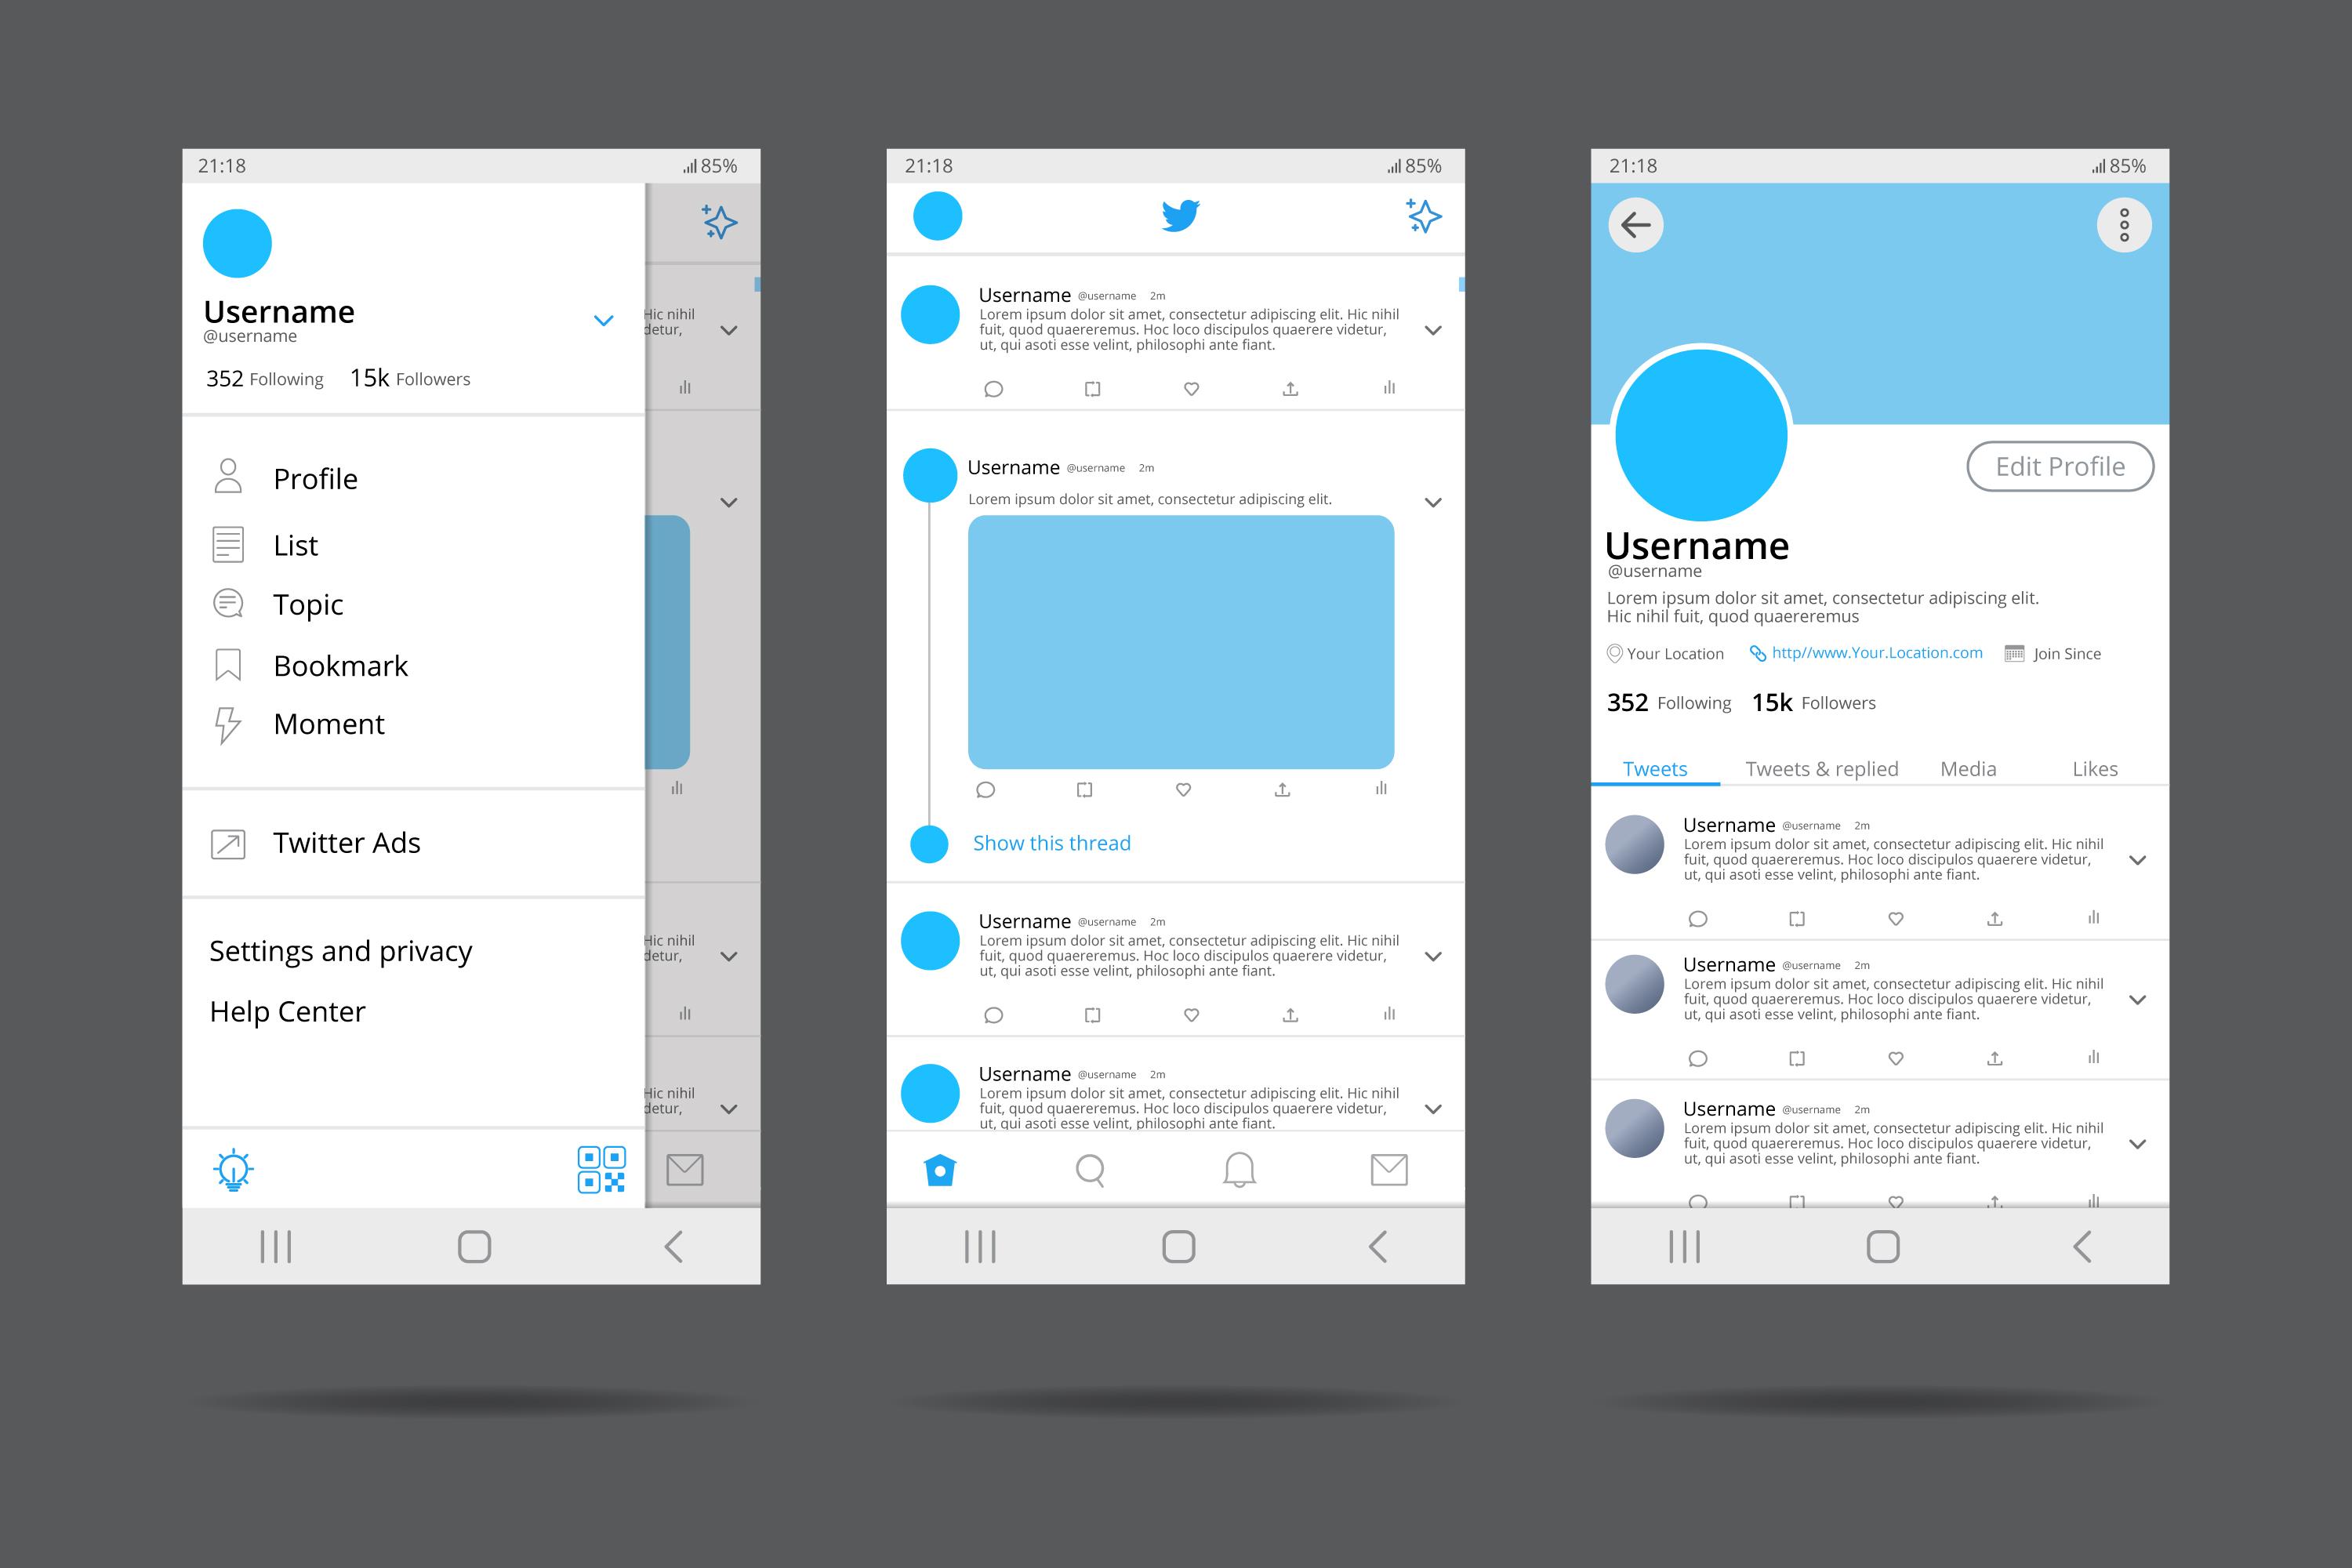 21:18 85%
Username
@username
352 Following 15k Followers
Profile
List
Topic
Bookmark
Moment
Twitter Ads
Settings and privacy
Help Center
Hic nihil
detur,
Hic nihil
detur,
Hic nihil
detur,
21:18 85%
Username @username 2m
Lorem ipsum dolor sit amet, consectetur adipiscing elit. Hic nihil
fuit, quod quaereremus. Hoc loco discipulos quaerere videtur,
ut, qui asoti esse velint, philosophi ante fiant.
Username @username 2m
Lorem ipsum dolor sit amet, consectetur adipiscing elit.
Show this thread
Username @username 2m
Lorem ipsum dolor sit amet, consectetur adipiscing elit. Hic nihil
fuit, quod quaereremus. Hoc loco discipulos quaerere videtur,
ut, qui asoti esse velint, philosophi ante fiant.
Username @username 2m
Lorem ipsum dolor sit amet, consectetur adipiscing elit. Hic nihil
fuit, quod quaereremus. Hoc loco discipulos quaerere videtur,
ut, qui asoti esse velint, philosophi ante fiant.
21:18 85%
Edit Profile
Username
@username
Lorem ipsum dolor sit amet, consectetur adipiscing elit.
Hic nihil fuit, quod quaereremus
Your Location http//www.Your.Location.com Join Since
352 Following 15k Followers
Tweets Tweets & replied Media Likes
Username @username 2m
Lorem ipsum dolor sit amet, consectetur adipiscing elit. Hic nihil
fuit, quod quaereremus. Hoc loco discipulos quaerere videtur,
ut, qui asoti esse velint, philosophi ante fiant.
Username @username 2m
Lorem ipsum dolor sit amet, consectetur adipiscing elit. Hic nihil
fuit, quod quaereremus. Hoc loco discipulos quaerere videtur,
ut, qui asoti esse velint, philosophi ante fiant.
Username @username 2m
Lorem ipsum dolor sit amet, consectetur adipiscing elit. Hic nihil
fuit, quod quaereremus. Hoc loco discipulos quaerere videtur,
ut, qui asoti esse velint, philosophi ante fiant.